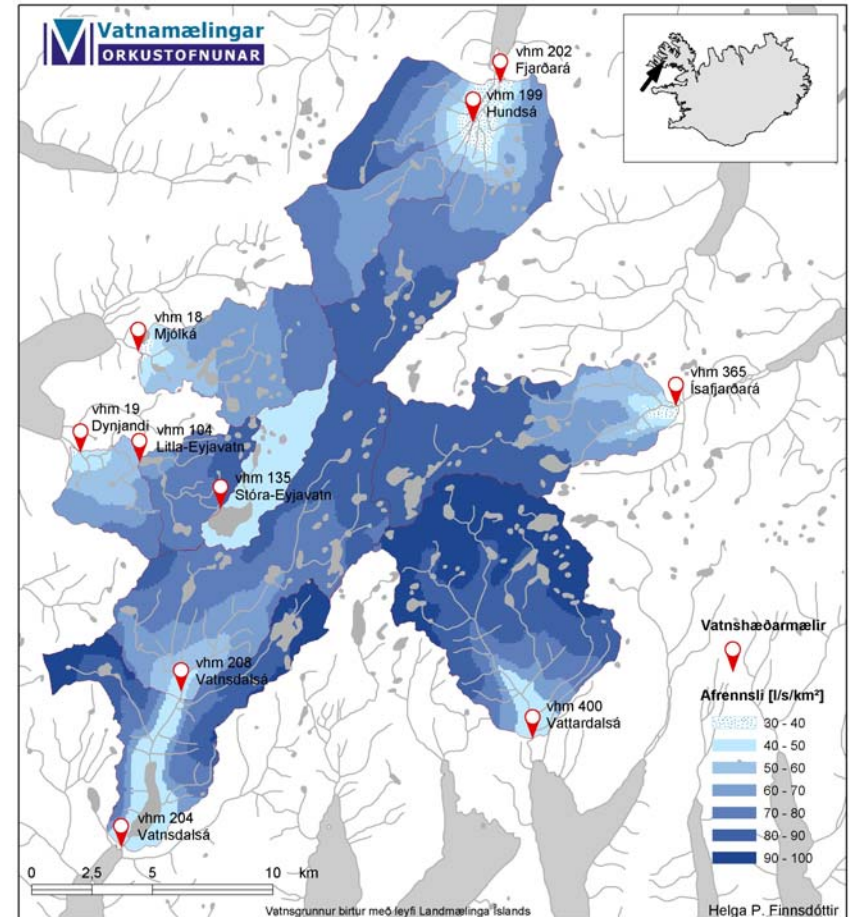 Vatnamælingar
ORKUSTOFNUNAR
vhm 202
Fjarðará
vhm 199
Hundsá
vhm 18
Mjólká
vhm 365
Ísafjarðará
vhm 19
Dynjandi
vhm 104
Litla-Eyjavatn
vhm 135
Stóra-Eyjavatn
vhm 208
Vatnsdalsá
vhm 400
Vattardalsá
vhm 204
Vatnsdalsá
Vatnshæðarmælir
Afrennsli [l/s/km²]
30 - 40
40 - 50
50 - 60
60 - 70
70 - 80
80 - 90
90 - 100
0 2,5 5 10 km
Vatnsgrunnur birtur með leyfi Landmælinga Íslands
Helga P. Finnsdóttir